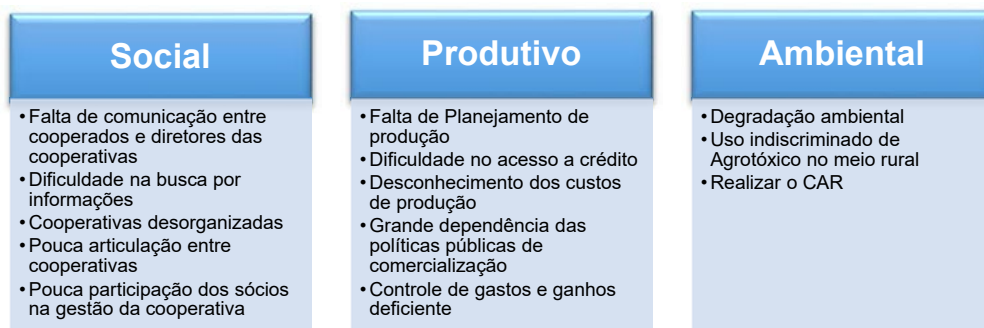 Social
• Falta de comunicação entre
cooperados e diretores das
cooperativas
• Dificuldade na busca por
informações
• Cooperativas desorganizadas
• Pouca articulação entre
cooperativas
• Pouca participação dos sócios
na gestão da cooperativa
Produtivo
• Falta de Planejamento de
produção
• Dificuldade no acesso a crédito
• Desconhecimento dos custos
de produção
• Grande dependência das
políticas públicas de
comercialização
• Controle de gastos e ganhos
deficiente
Ambiental
• Degradação ambiental
• Uso indiscriminado de
Agrotóxico no meio rural
• Realizar o CAR